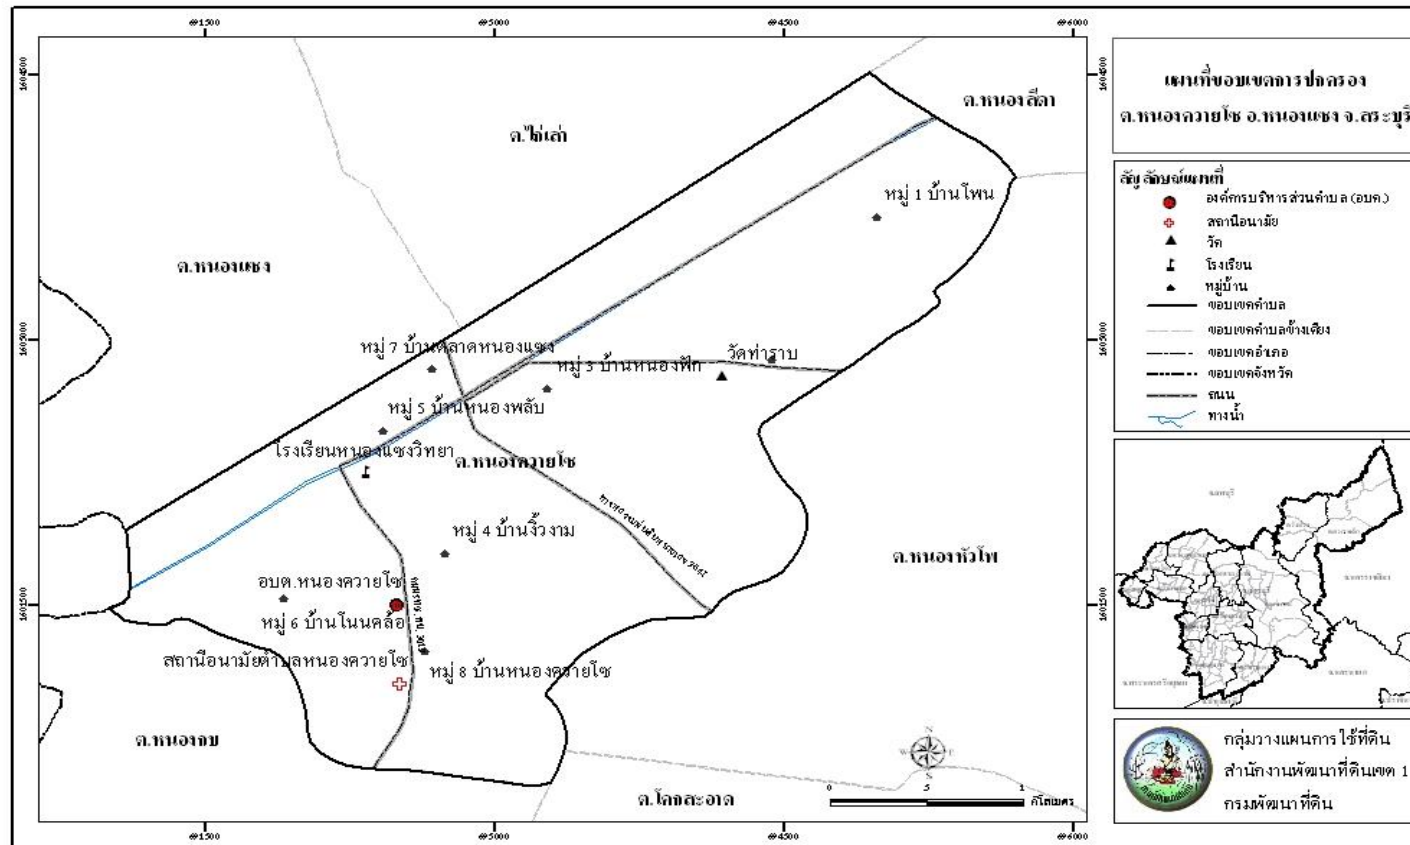 691500
693000
694500
696000
แผนที่ขอบเขตการปกครอง
ต.หนองควายโซ อ.หนองแซง จ.สระบุรี
1604500
1604500
ต.หนองสีดา
ต.ไก่เส่า
สัญลักษณ์แผนที่
องค์การบริหารส่วนตำบล (อบต.)
สถานีอนามัย
วัด
โรงเรียน
หมู่บ้าน
ขอบเขตตำบล
ขอบเขตตำบลข้างเคียง
ขอบเขตอำเภอ
ขอบเขตจังหวัด
ถนน
ทางน้ำ
หมู่ 1 บ้านโพน
ต.หนองแซง
1603000
1603000
หมู่ 7 บ้านตลาดหนองแซง
วัดท่าราบ
หมู่ 3 บ้านหนองฟัก
หมู่ 5 บ้านหนองพลับ
โรงเรียนหนองแซงวิทยา
ต.หนองควายโซ
หมู่ 4 บ้านงิ้วงาม
ต.หนองหัวโพ
อบต.หนองควายโซ
1601500
1601500
หมู่ 6 บ้านโนนคล้อ
สถานีอนามัยตำบลหนองควายโซ
หมู่ 8 บ้านหนองควายโซ
ต.หนองกบ
N
W
E
S
ต.โคกสะอาด
0
5
1
กิโลเมตร
กลุ่มวางแผนการใช้ที่ดิน
สำนักงานพัฒนาที่ดินเขต 1
กรมพัฒนาที่ดิน
691500
693000
694500
696000